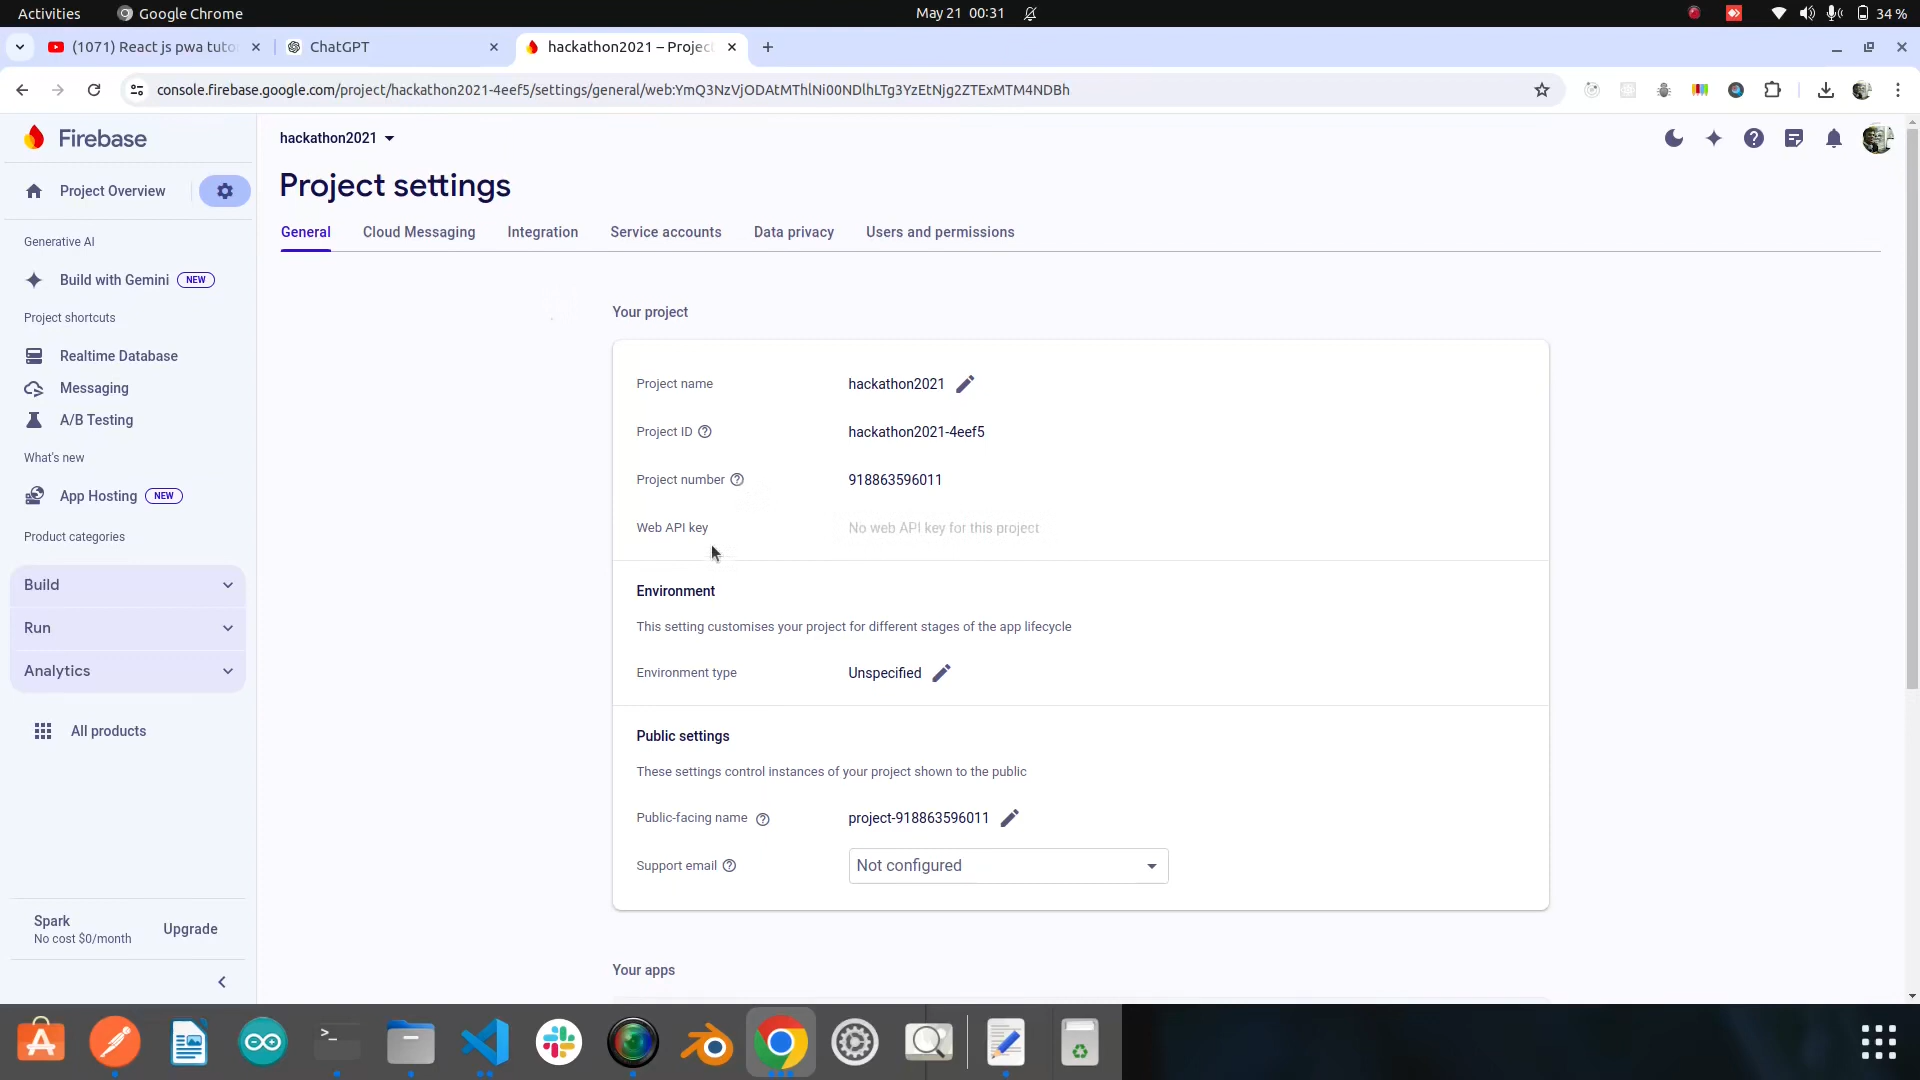 Activities
Google Chrome
May 21 00:31
34 %
(1071) React js pwa tuto
ChatGPT
hackathon2021 – Projec
console.firebase.google.com/project/hackathon2021-4eef5/settings/general/web:YmQ3NzVjODAtMThlNi00NDlhLTg3YzEtNjg2ZTExMTM4NDBh
Firebase
hackathon2021
Project Overview
Project settings
General
Cloud Messaging
Integration
Service accounts
Data privacy
Users and permissions
Generative AI
Build with Gemini NEW
Project shortcuts
Realtime Database
Messaging
A/B Testing
What's new
App Hosting NEW
Product categories
Build
Run
Analytics
All products
Spark
No cost $0/month
Upgrade
Your project
Project name hackathon2021
Project ID hackathon2021-4eef5
Project number 918863596011
Web API key No web API key for this project
Environment
This setting customises your project for different stages of the app lifecycle
Environment type Unspecified
Public settings
These settings control instances of your project shown to the public
Public-facing name project-918863596011
Support email Not configured
Your apps